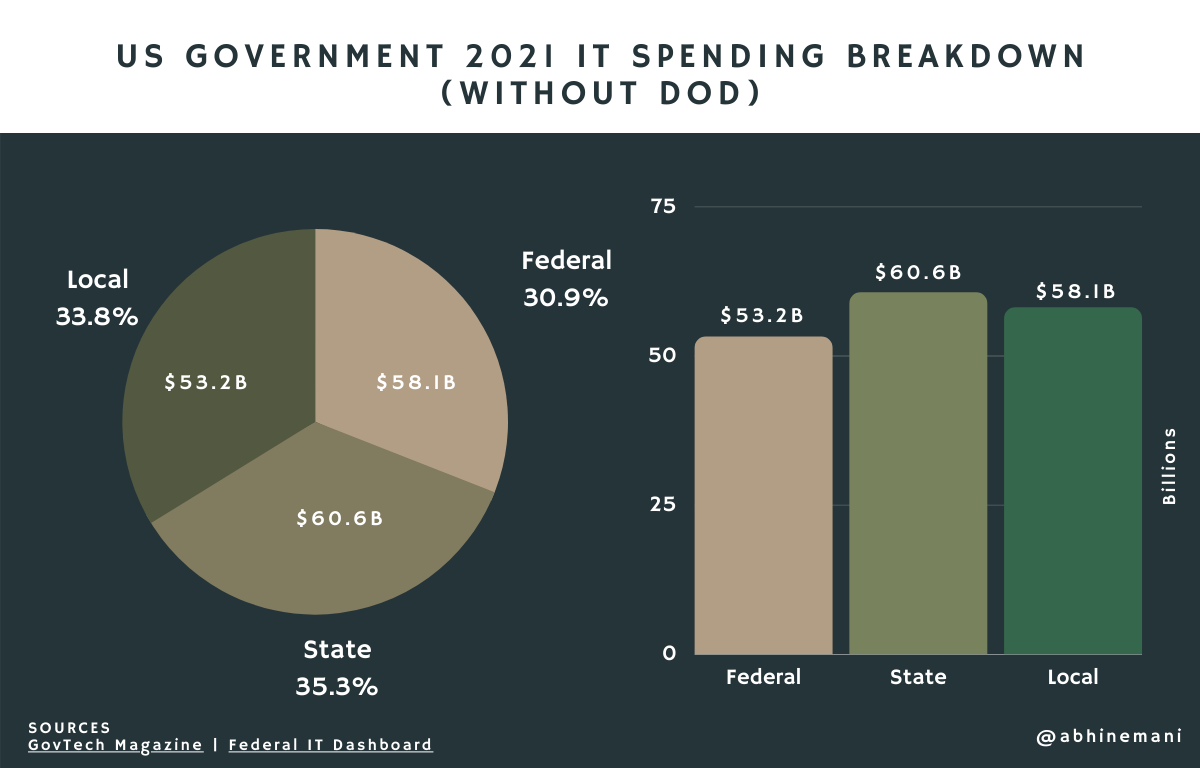 US GOVERNMENT 2021 IT SPENDING BREAKDOWN
(WITHOUT DOD)
Local
33.8%
Federal
30.9%
$53.2B
$58.1B
$60.6B
State
35.3%
75
50
25
0
$53.2B
$60.6B
$58.1B
Federal
State
Local
Billions
SOURCES
GovTech Magazine | Federal IT Dashboard
@abhinemani